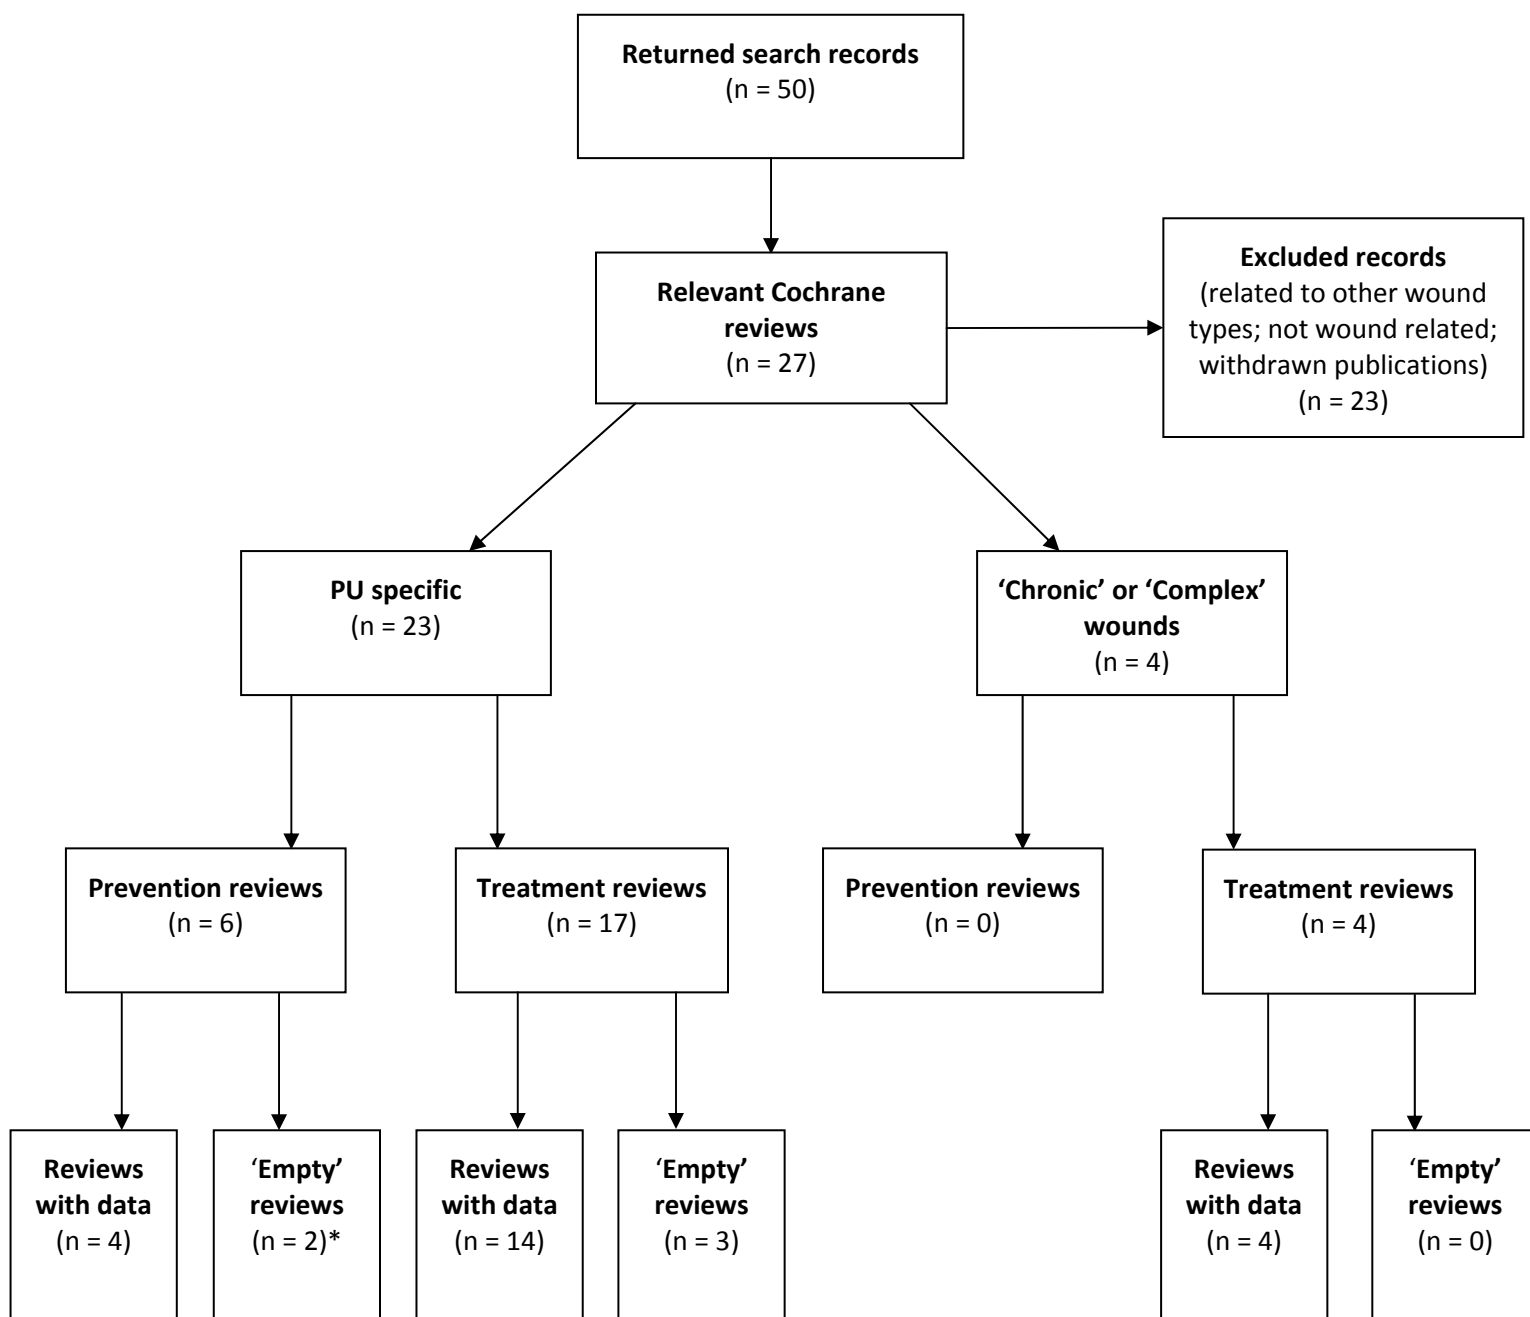 Returned search records
(n = 50)
Relevant Cochrane
reviews
(n = 27)
Excluded records
(related to other wound
types; not wound related;
withdrawn publications)
(n = 23)
PU specific
(n = 23)
‘Chronic’ or ‘Complex’
wounds
(n = 4)
Prevention reviews
(n = 6)
Treatment reviews
(n = 17)
Prevention reviews
(n = 0)
Treatment reviews
(n = 4)
Reviews
with data
(n = 4)
‘Empty’
reviews
(n = 2)*
Reviews
with data
(n = 14)
‘Empty’
reviews
(n = 3)
Reviews
with data
(n = 4)
‘Empty’
reviews
(n = 0)